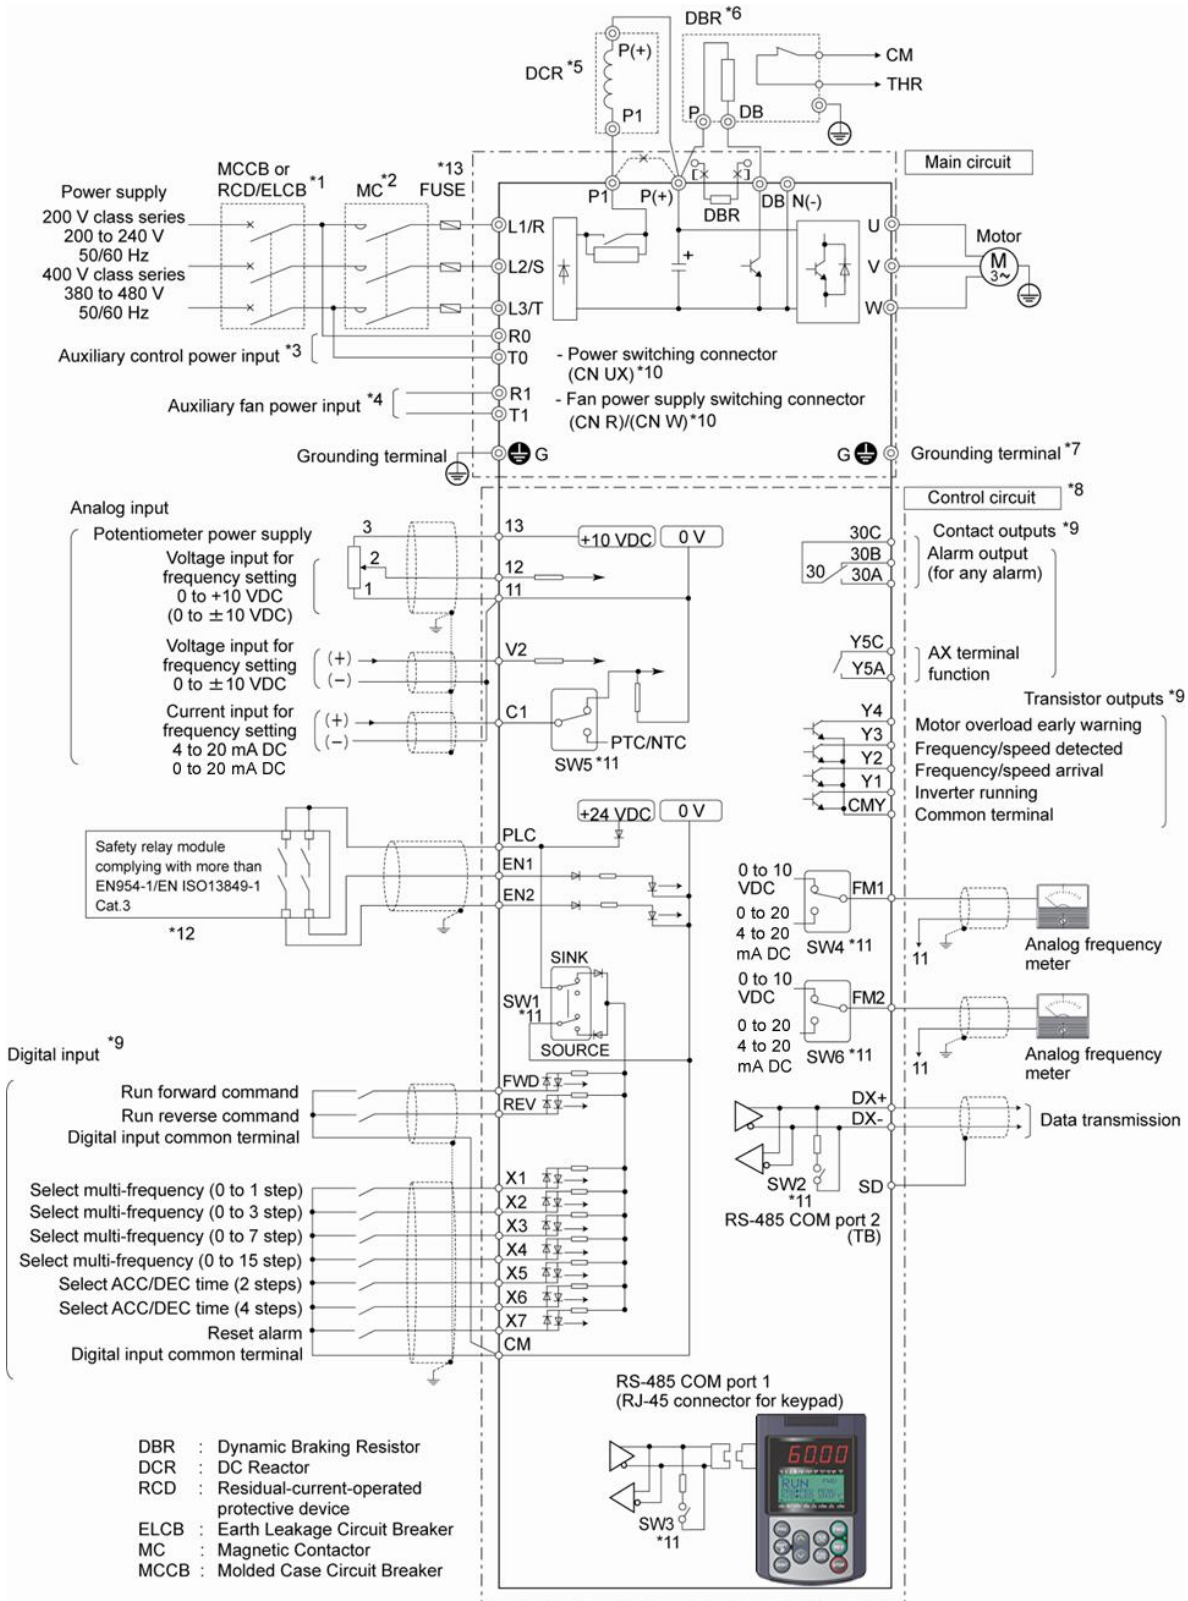 DBR *6
P(+)
DCR *5
P1
CM
THR
P
DB
Main circuit
MCCB or
RCD/ELCB *1
MC *2
*13
FUSE
Power supply
200 V class series
200 to 240 V
50/60 Hz
400 V class series
380 to 480 V
50/60 Hz
P1
P(+)
DBR
DB
N(-)
L1/R
L2/S
L3/T
+
U
V
W
Motor
M
3~
Auxiliary control power input *3
R0
T0
- Power switching connector
(CN UX) *10
Auxiliary fan power input *4
R1
T1
- Fan power supply switching connector
(CN R)/(CN W) *10
Grounding terminal
G
G
Grounding terminal *7
Control circuit
*8
Analog input
Potentiometer power supply
Voltage input for
frequency setting
0 to +10 VDC
(0 to ±10 VDC)
3
2
1
13
12
11
+10 VDC
0 V
Voltage input for
frequency setting
0 to ±10 VDC
(+)
(-)
V2
Current input for
frequency setting
4 to 20 mA DC
0 to 20 mA DC
(+)
(-)
C1
PTC/NTC
SW5 *11
30C
30B
30A
30
Contact outputs *9
Alarm output
(for any alarm)
Y5C
Y5A
AX terminal
function
Transistor outputs *9
Y4
Y3
Y2
Y1
CMY
Motor overload early warning
Frequency/speed detected
Frequency/speed arrival
Inverter running
Common terminal
Safety relay module
complying with more than
EN954-1/EN ISO13849-1
Cat.3
*12
+24 VDC
0 V
PLC
EN1
EN2
SINK
SW1
*11
SOURCE
0 to 10
VDC
0 to 20
4 to 20
mA DC
FM1
SW4 *11
11
Analog frequency
meter
0 to 10
VDC
0 to 20
4 to 20
mA DC
FM2
SW6 *11
11
Analog frequency
meter
Digital input *9
Run forward command
Run reverse command
Digital input common terminal
FWD
REV
Select multi-frequency (0 to 1 step)
Select multi-frequency (0 to 3 step)
Select multi-frequency (0 to 7 step)
Select multi-frequency (0 to 15 step)
Select ACC/DEC time (2 steps)
Select ACC/DEC time (4 steps)
Reset alarm
Digital input common terminal
X1
X2
X3
X4
X5
X6
X7
CM
DX+
DX-
Data transmission
SW2
*11
SD
RS-485 COM port 2
(TB)
RS-485 COM port 1
(RJ-45 connector for keypad)
SW3
*11
60.00
RUN
DBR : Dynamic Braking Resistor
DCR : DC Reactor
RCD : Residual-current-operated
protective device
ELCB : Earth Leakage Circuit Breaker
MC : Magnetic Contactor
MCCB : Molded Case Circuit Breaker